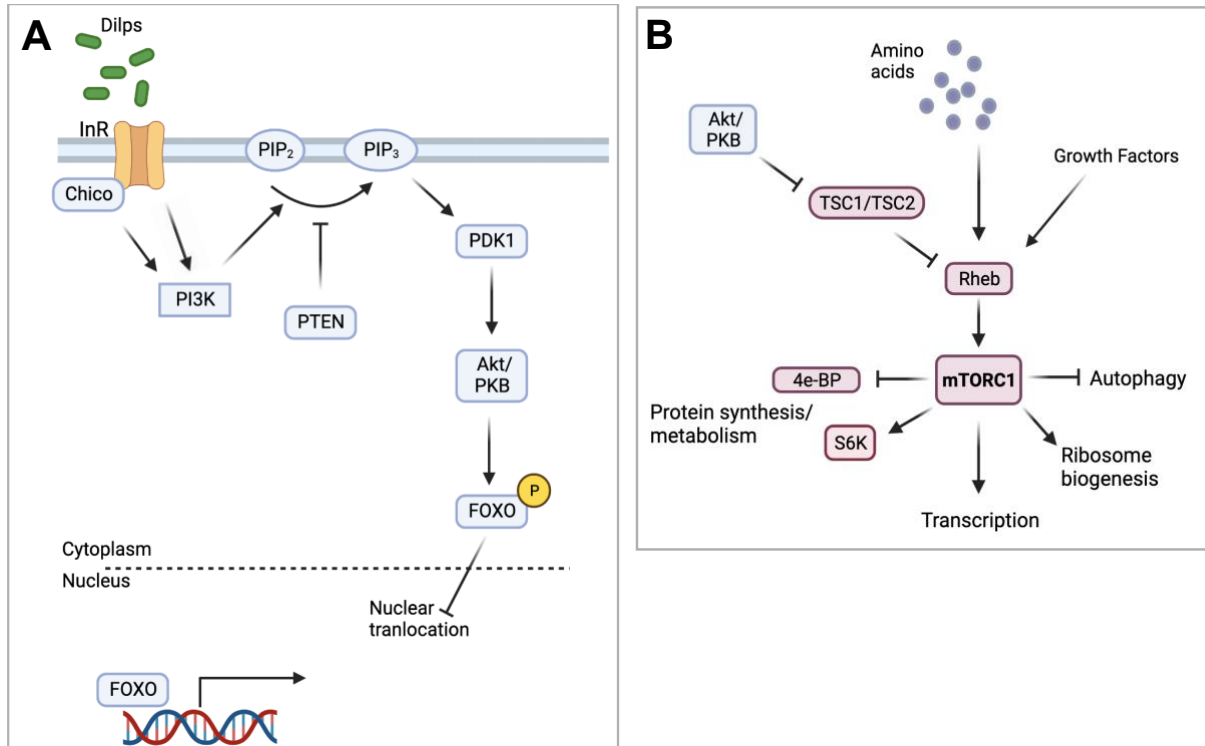 A
Dilps
InR
Chico
PIP₂
PIP₃
PI3K
PTEN
PDK1
Akt/
PKB
P
FOXO
Cytoplasm
Nucleus
Nuclear
tranlocation
FOXO
B
Amino
acids
Akt/
PKB
Growth Factors
TSC1/TSC2
Rheb
mTORC1
4e-BP
Autophagy
Protein synthesis/
metabolism
S6K
Ribosome
biogenesis
Transcription